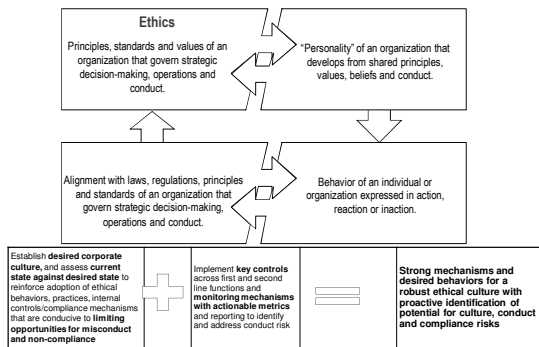 Ethics
Principles, standards and values of an
organization that govern strategic
decision-making, operations and
conduct.
"Personality" of an organization that
develops from shared principles,
values, beliefs and conduct.
Alignment with laws, regulations, principles
and standards of an organization that
govern strategic decision-making,
operations and conduct.
Behavior of an individual or
organization expressed in action,
reaction or inaction.
Establish desired corporate
culture, and assess current
state against desired state to
reinforce adoption of ethical
behaviors, practices, internal
controls/compliance mechanisms
that are conducive to limiting
opportunities for misconduct
and non-compliance
Implement key controls
across first and second
line functions and
monitoring mechanisms
with actionable metrics
and reporting to identify
and address conduct risk
Strong mechanisms and
desired behaviors for a
robust ethical culture with
proactive identification of
potential for culture, conduct
and compliance risks